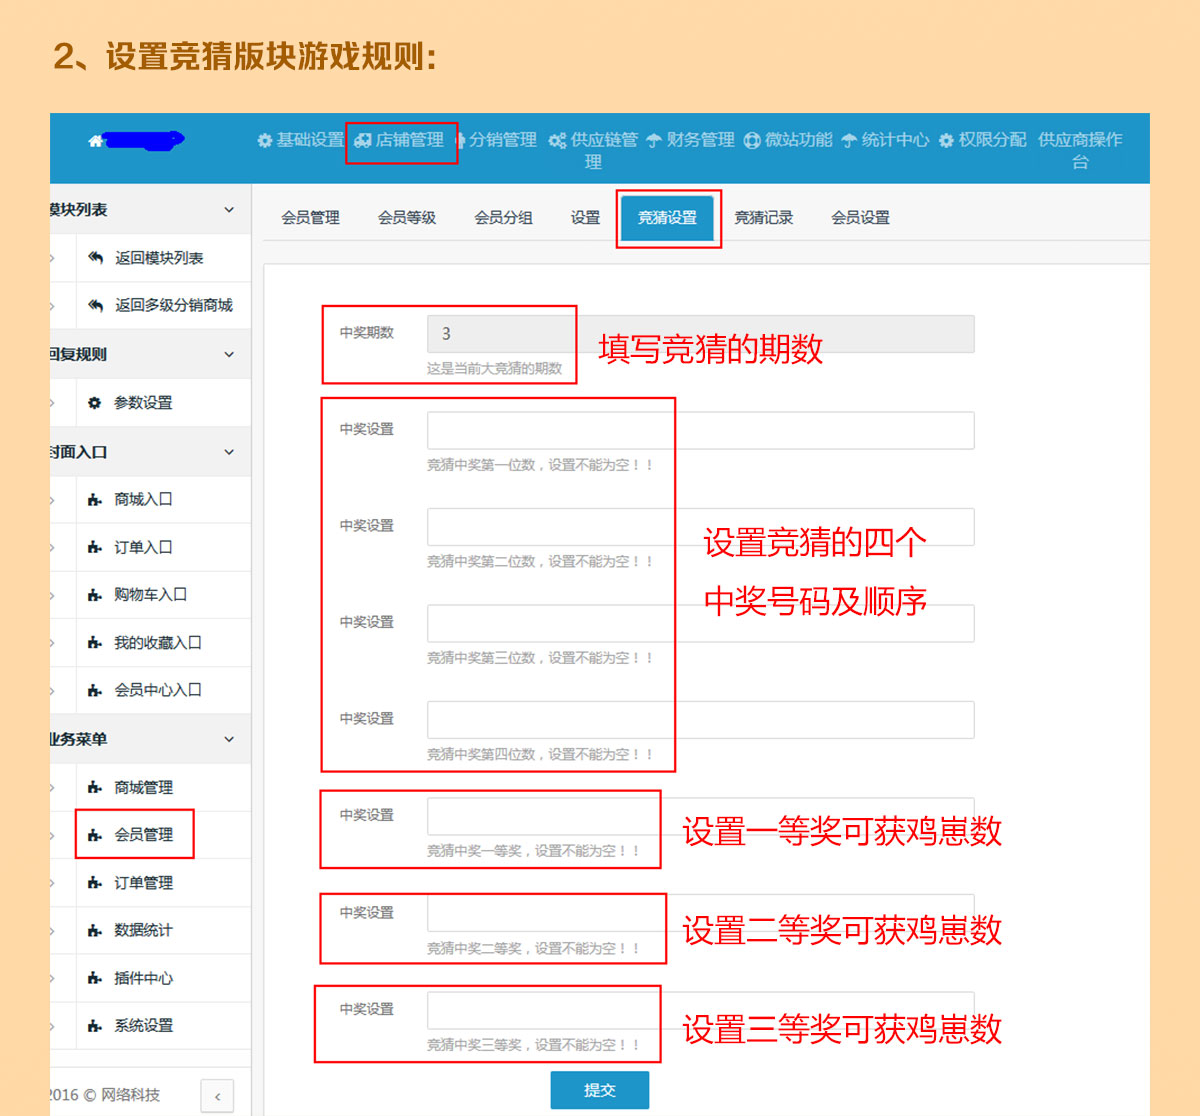 2、设置竞猜版块游戏规则:
基础设置 店铺管理 分销管理 供应链管理 财务管理 微站功能 统计中心 权限分配 供应商操作台
模块列表
返回模块列表
返回多级分销商城
回复规则
参数设置
封面入口
商城入口
订单入口
购物车入口
我的收藏入口
会员中心入口
业务菜单
商城管理
会员管理
订单管理
数据统计
插件中心
系统设置
2016 © 网络科技
会员管理 会员等级 会员分组 设置 竞猜设置 竞猜记录 会员设置
中奖期数 3
这是当前大竞猜的期数
填写竞猜的期数
中奖设置
竞猜中奖第一位数，设置不能为空！！
中奖设置
竞猜中奖第二位数，设置不能为空！！
设置竞猜的四个
中奖号码及顺序
中奖设置
竞猜中奖第三位数，设置不能为空！！
中奖设置
竞猜中奖第四位数，设置不能为空！！
中奖设置
竞猜中奖一等奖，设置不能为空！！
设置一等奖可获鸡崽数
中奖设置
竞猜中奖二等奖，设置不能为空！！
设置二等奖可获鸡崽数
中奖设置
竞猜中奖三等奖，设置不能为空！！
设置三等奖可获鸡崽数
提交